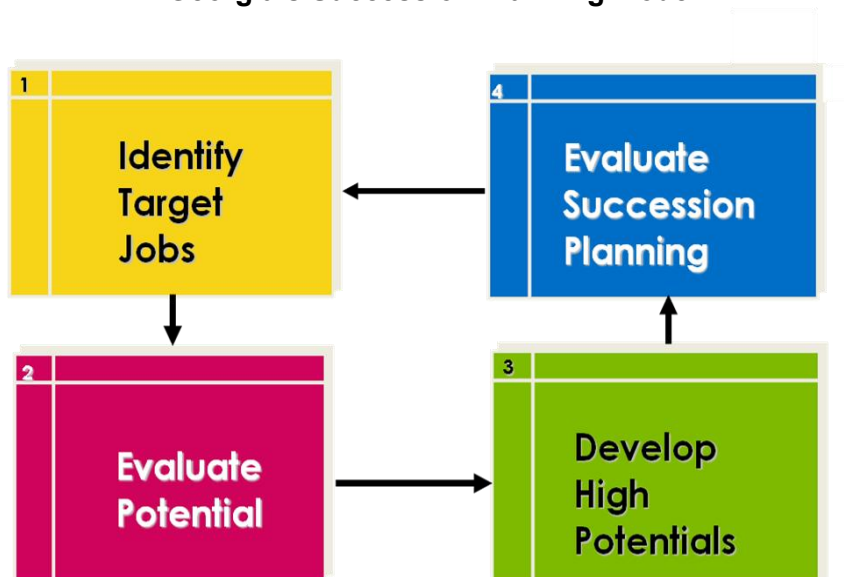 1
Identify
Target
Jobs
4
Evaluate
Succession
Planning
2
Evaluate
Potential
3
Develop
High
Potentials